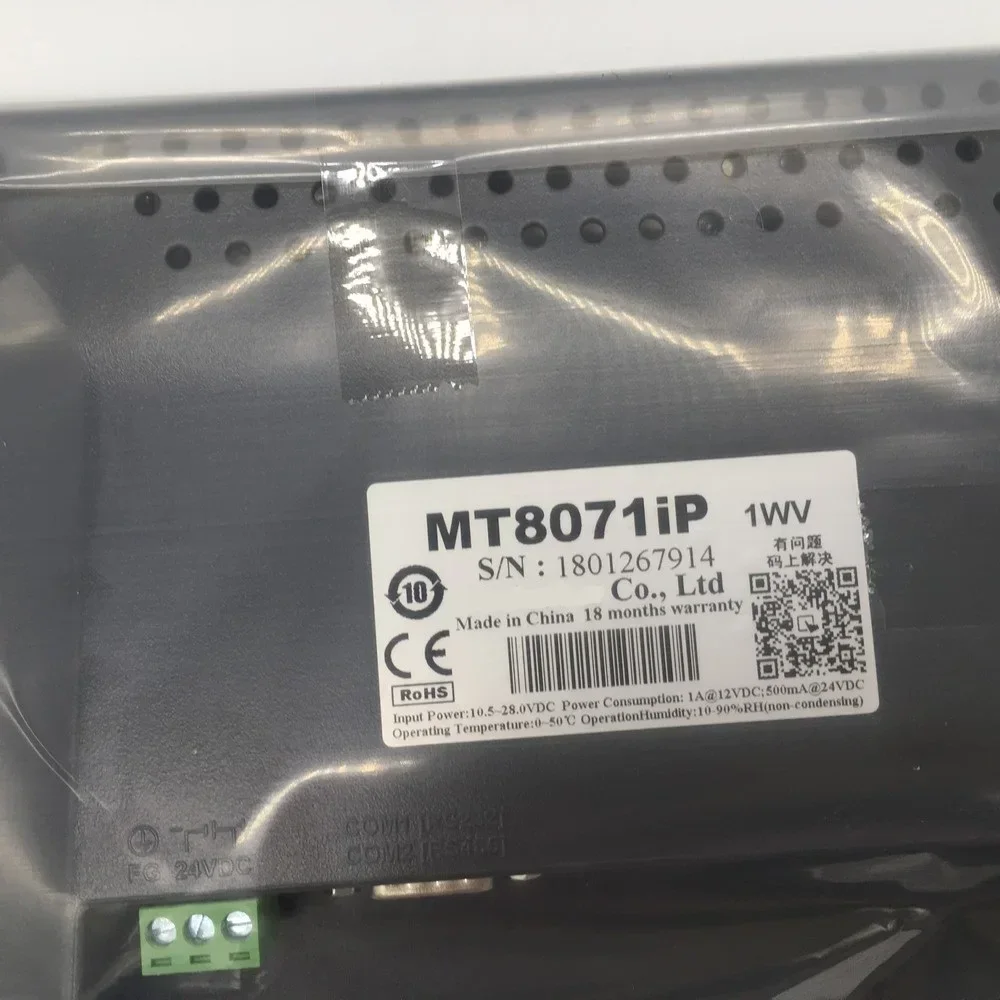 MT8071iP 1WV
S/N : 1801267914
有问题
码上解决
10
Co., Ltd
Made in China 18 months warranty
CE
RoHS
Input Power:10.5~28.0VDC Power Consumption: 1A@12VDC;500mA@24VDC
Operating Temperature:0~50℃ OperationHumidity:10-90%RH(non-condensing)
COM1
COM2
FG 24VDC